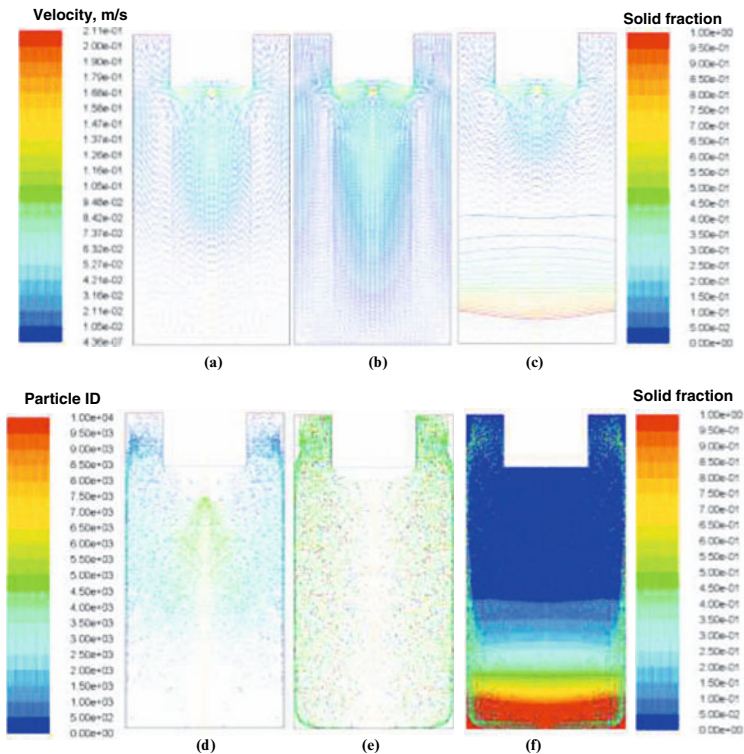 Velocity, m/s
2.11e-01
2.00e-01
1.90e-01
1.79e-01
1.68e-01
1.58e-01
1.47e-01
1.37e-01
1.26e-01
1.16e-01
1.05e-01
9.48e-02
8.42e-02
7.37e-02
6.32e-02
5.27e-02
4.21e-02
3.16e-02
2.11e-02
1.05e-02
4.36e-07
Solid fraction
1.00e+00
9.50e-01
9.00e-01
8.50e-01
8.00e-01
7.50e-01
7.00e-01
6.50e-01
6.00e-01
5.50e-01
5.00e-01
4.50e-01
4.00e-01
3.50e-01
3.00e-01
2.50e-01
2.00e-01
1.50e-01
1.00e-01
5.00e-02
0.00e+00
(a)
(b)
(c)
Particle ID
1.00e+04
9.50e+03
9.00e+03
8.50e+03
8.00e+03
7.50e+03
7.00e+03
6.50e+03
6.00e+03
5.50e+03
5.00e+03
4.50e+03
4.00e+03
3.50e+03
3.00e+03
2.50e+03
2.00e+03
1.50e+03
1.00e+03
5.00e+02
0.00e+00
Solid fraction
1.00e+00
9.50e-01
9.00e-01
8.50e-01
8.00e-01
7.50e-01
7.00e-01
6.50e-01
6.00e-01
5.50e-01
5.00e-01
4.50e-01
4.00e-01
3.50e-01
3.00e-01
2.50e-01
2.00e-01
1.50e-01
1.00e-01
5.00e-02
0.00e+00
(d)
(e)
(f)